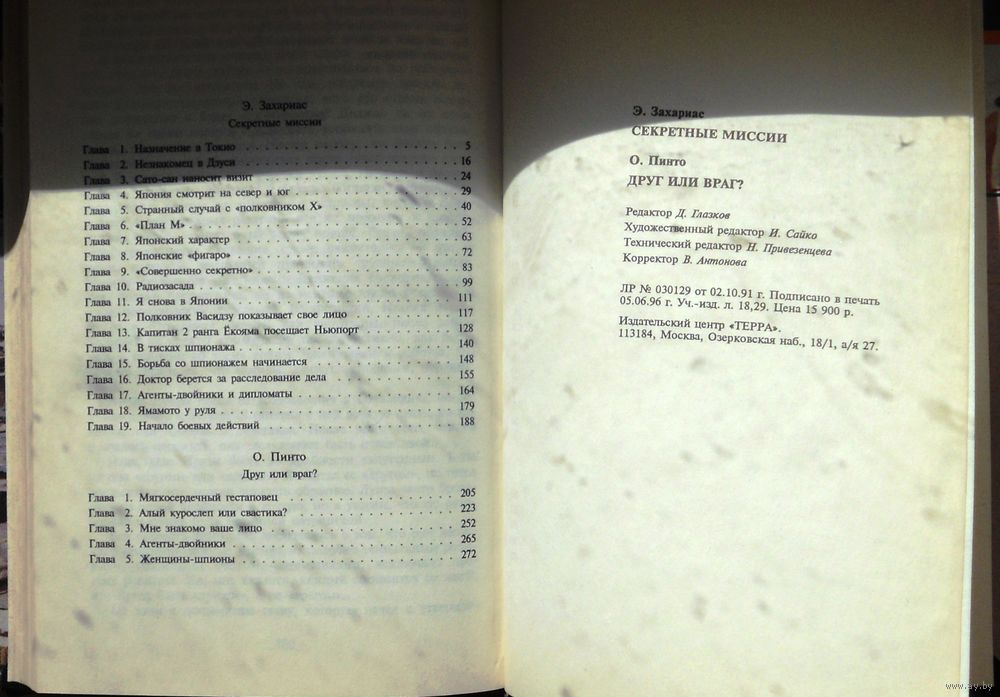 Э. Захариас
Секретные миссии
Глава 1. Назначение в Токио . . . . . . . . . . . . . . . . . . . . . . . 5
Глава 2. Незнакомец в Дзуси . . . . . . . . . . . . . . . . . . . . . . . 16
Глава 3. Сато-сан наносит визит . . . . . . . . . . . . . . . . . . . . . 24
Глава 4. Япония смотрит на север и юг . . . . . . . . . . . . . . . . . 29
Глава 5. Странный случай с «полковником Х» . . . . . . . . . . . . . 40
Глава 6. «План М» . . . . . . . . . . . . . . . . . . . . . . . . . . . . 52
Глава 7. Японский характер . . . . . . . . . . . . . . . . . . . . . . . 63
Глава 8. Японские «фигаро» . . . . . . . . . . . . . . . . . . . . . . . 72
Глава 9. «Совершенно секретно» . . . . . . . . . . . . . . . . . . . . 83
Глава 10. Радиозасада . . . . . . . . . . . . . . . . . . . . . . . . . . 99
Глава 11. Я снова в Японии . . . . . . . . . . . . . . . . . . . . . . . 111
Глава 12. Полковник Васидзу показывает свое лицо . . . . . . . . . . 117
Глава 13. Капитан 2 ранга Ёкояма посещает Ньюпорт . . . . . . . . . 128
Глава 14. В тисках шпионажа . . . . . . . . . . . . . . . . . . . . . . 140
Глава 15. Борьба со шпионажем начинается . . . . . . . . . . . . . . 148
Глава 16. Доктор берется за расследование дела . . . . . . . . . . . . 155
Глава 17. Агенты-двойники и дипломаты . . . . . . . . . . . . . . . . 164
Глава 18. Ямамото у руля . . . . . . . . . . . . . . . . . . . . . . . . 179
Глава 19. Начало боевых действий . . . . . . . . . . . . . . . . . . . 188
О. Пинто
Друг или враг?
Глава 1. Мягкосердечный гестаповец . . . . . . . . . . . . . . . . . . 205
Глава 2. Алый курослеп или свастика? . . . . . . . . . . . . . . . . . 223
Глава 3. Мне знакомо ваше лицо . . . . . . . . . . . . . . . . . . . . 252
Глава 4. Агенты-двойники . . . . . . . . . . . . . . . . . . . . . . . . 265
Глава 5. Женщины-шпионы . . . . . . . . . . . . . . . . . . . . . . . 272
Э. Захариас
СЕКРЕТНЫЕ МИССИИ
О. Пинто
ДРУГ ИЛИ ВРАГ?
Редактор Д. Глазков
Художественный редактор И. Сайко
Технический редактор Н. Привезенцева
Корректор В. Антонова
ЛР № 030129 от 02.10.91 г. Подписано в печать
05.06.96 г. Уч.-изд. л. 18,29. Цена 15 900 р.
Издательский центр «ТЕРРА».
113184, Москва, Озерковская наб., 18/1, а/я 27.
www.ay.by